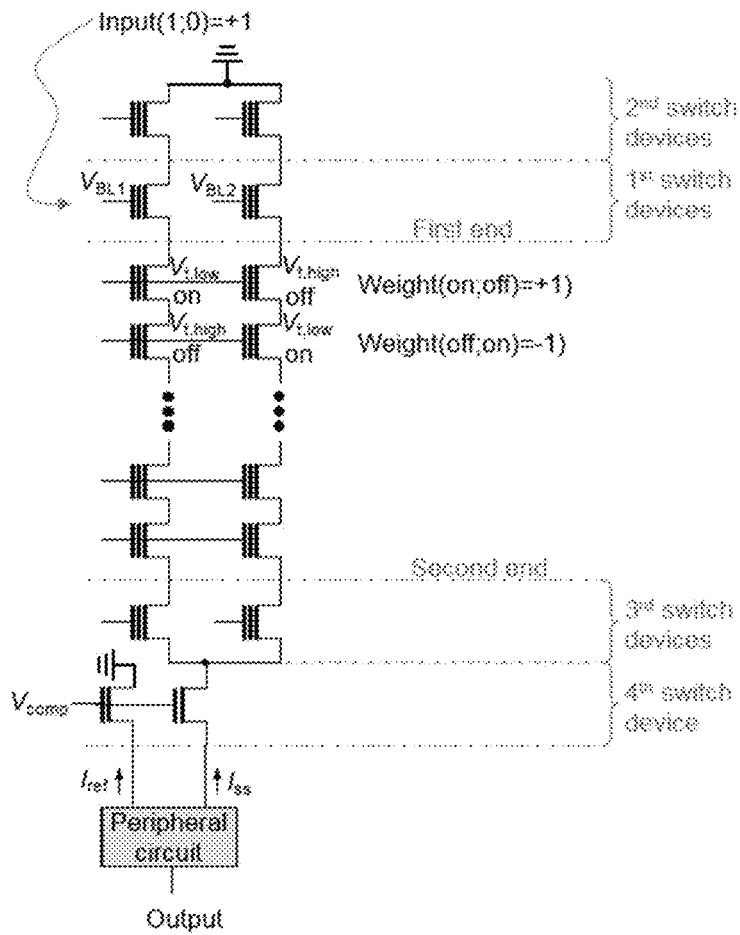 Input(1;0)=+1
2nd switch
devices
VBL1
VBL2
1st switch
devices
First end
Vt,low
on
Vt,high
off
Weight(on;off)=+1)
Vt,high
off
Vt,low
on
Weight(off;on)=-1)
Second end
3rd switch
devices
Vcomp
4th switch
device
Iref
Iss
Peripheral
circuit
Output